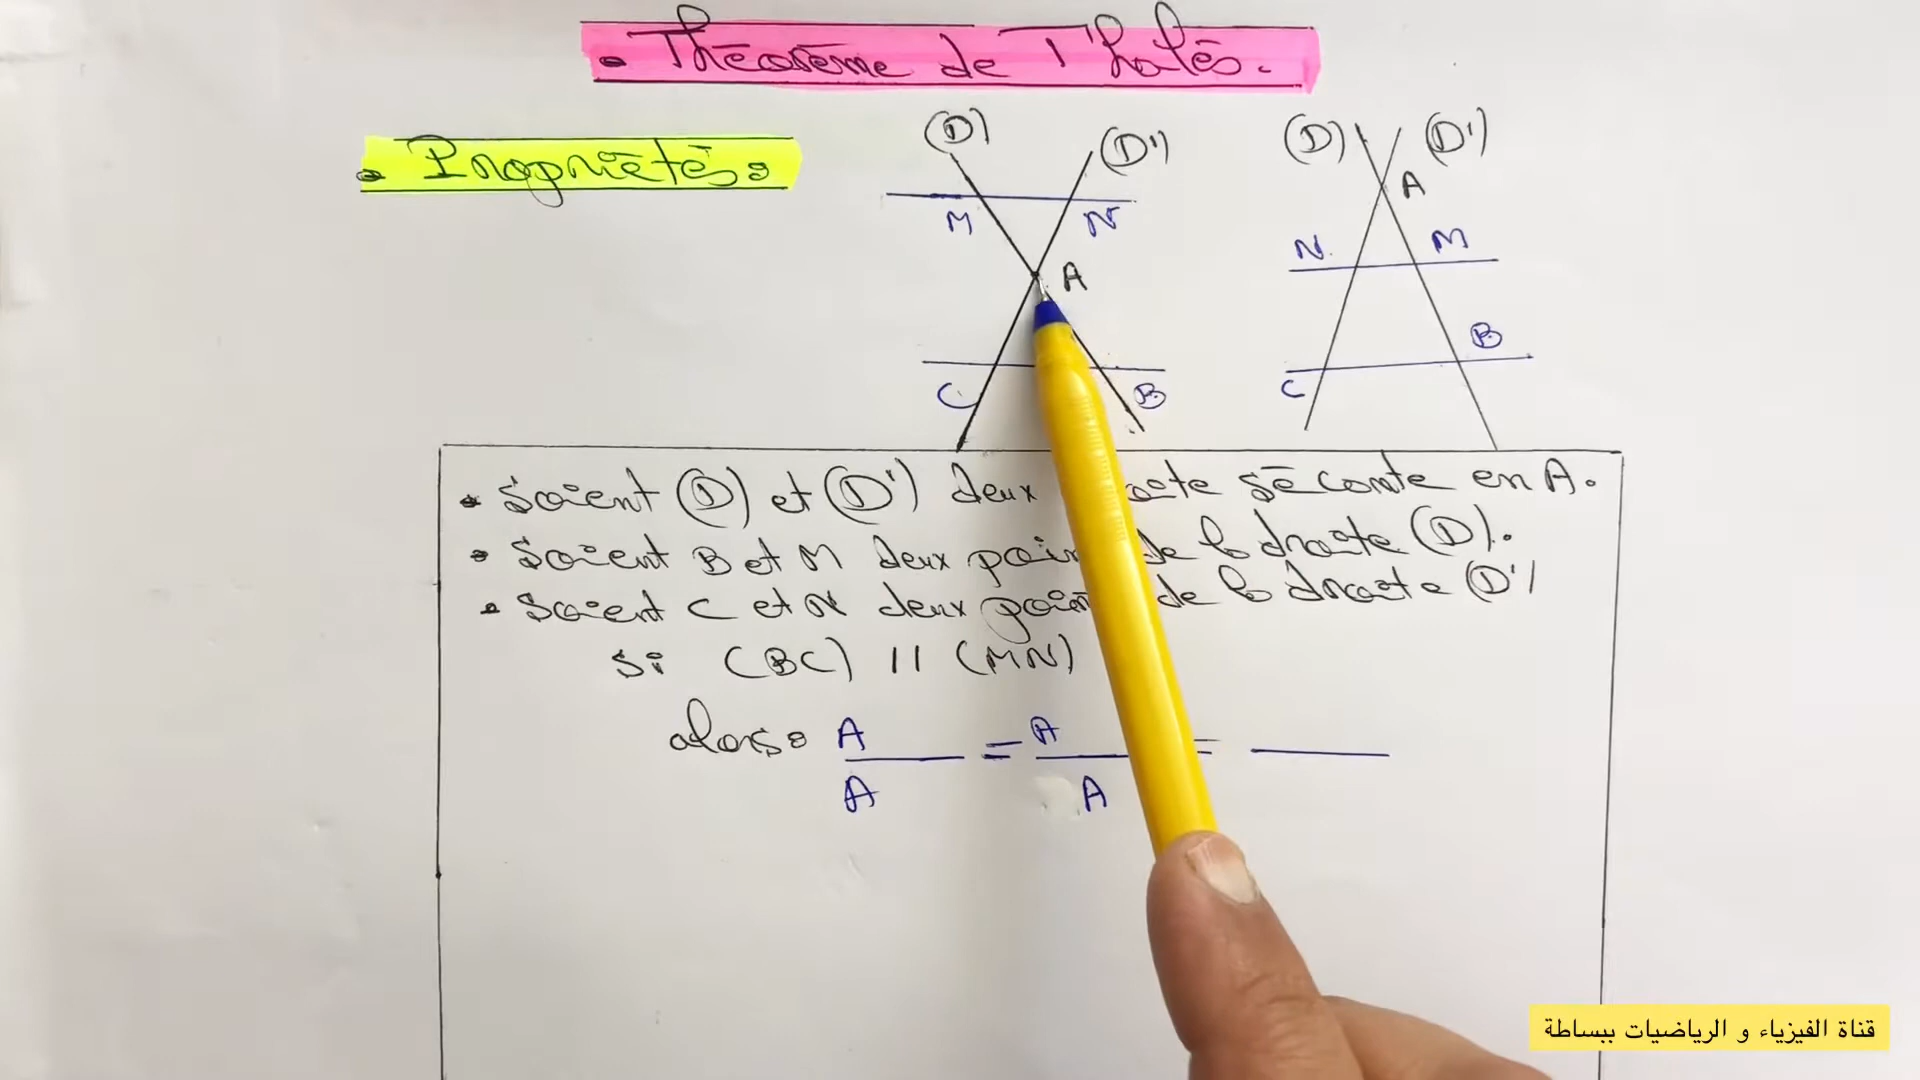 • Théorème de Thalès.
• Propriétés:
(D) (D') (D) (D')
A
M N N. M
A
B
C B C
• Soient (D) et (D') deux séconte en A.
• Soient B et M deux de la droite (D).
• Soient C et N deux de la droite (D')
si (BC) // (MN)
alors: A = A =
A A
قناة الفيزياء و الرياضيات ببساطة